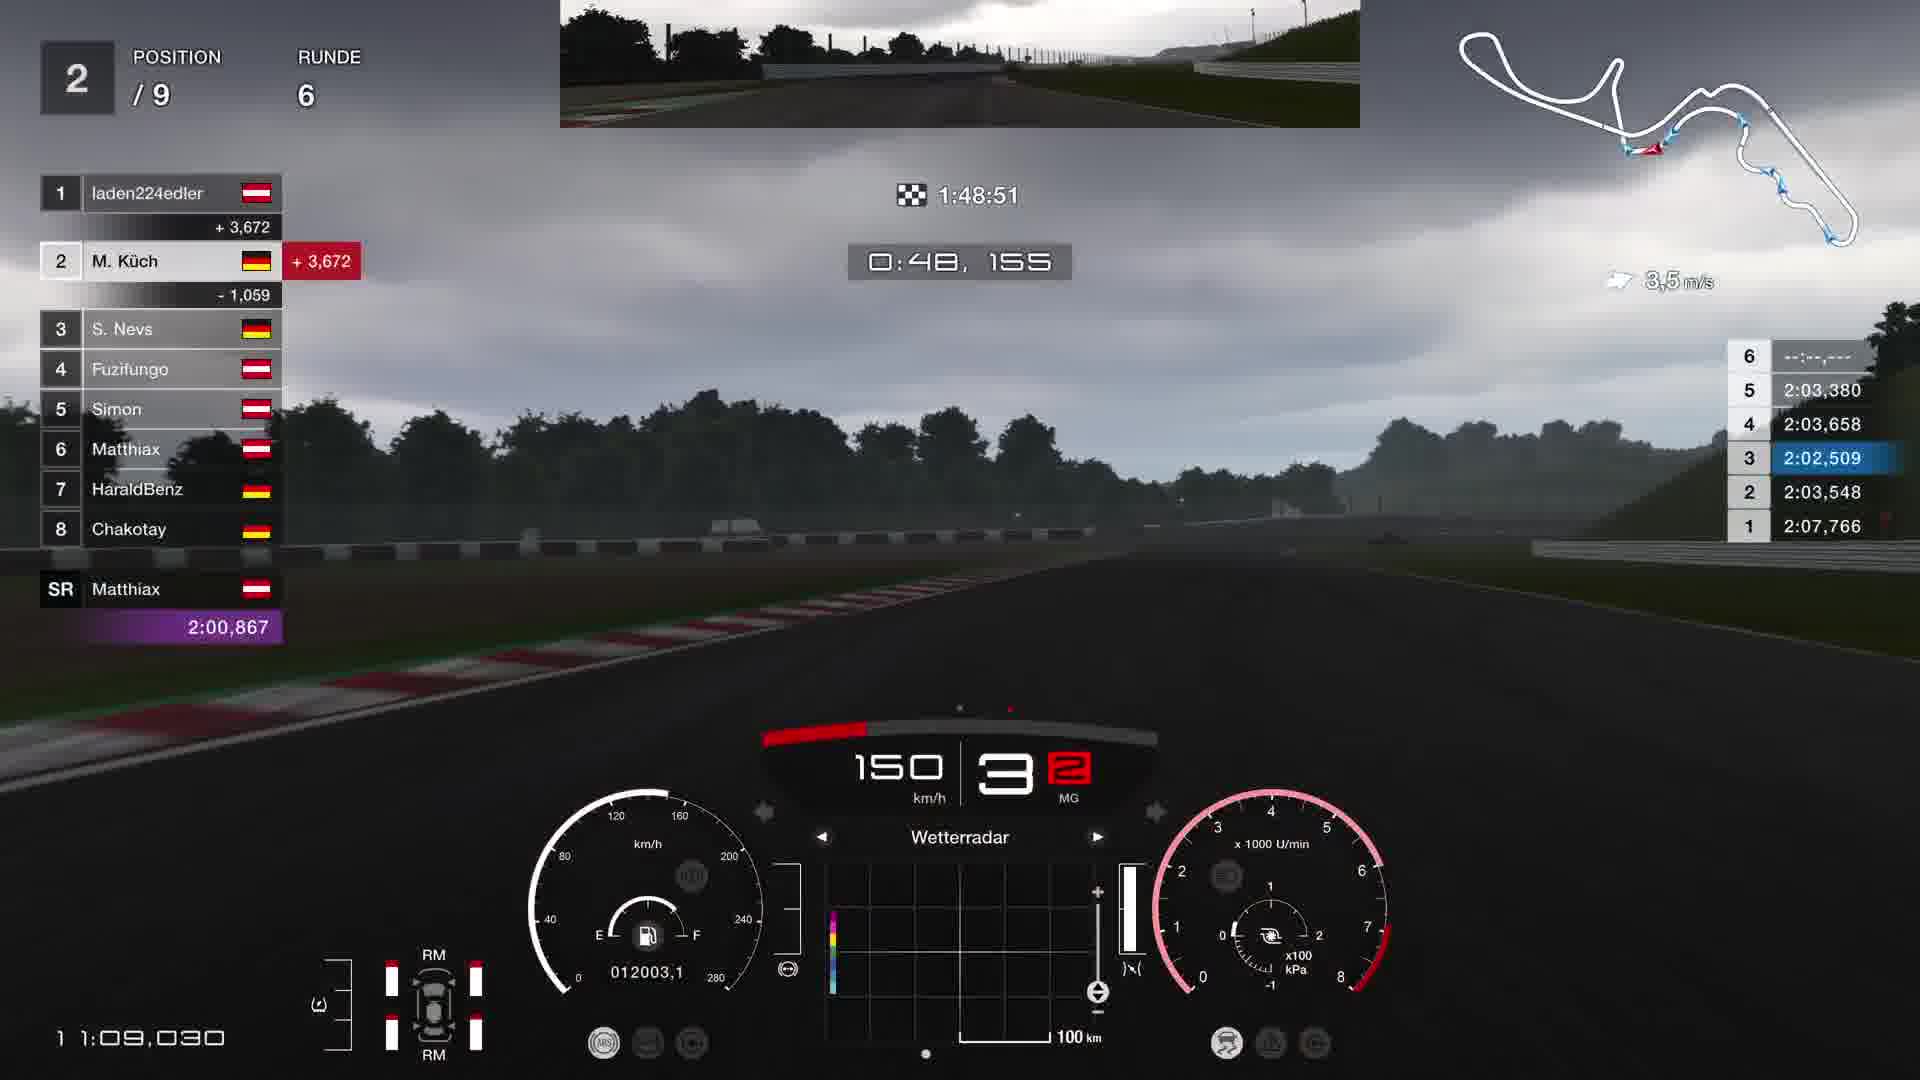 2 POSITION / 9
RUNDE 6
1:48:51
0:48, 155
1 laden224edler
+ 3,672
2 M. Küch + 3,672
- 1,059
3 S. Nevs
4 Fuzifungo
5 Simon
6 Matthiax
7 HaraldBenz
8 Chakotay
SR Matthiax
2:00,867
3,5 m/s
6 --:--,---
5 2:03,380
4 2:03,658
3 2:02,509
2 2:03,548
1 2:07,766
150 km/h 3 2 MG
Wetterradar
0 40 80 120 160 200 240 280
km/h
E F
012003,1
+
100 km
-
0 1 2 3 4 5 6 7 8
x 1000 U/min
1
0 2
x100 kPa
-1
RM
RM
11:09,030
ABS